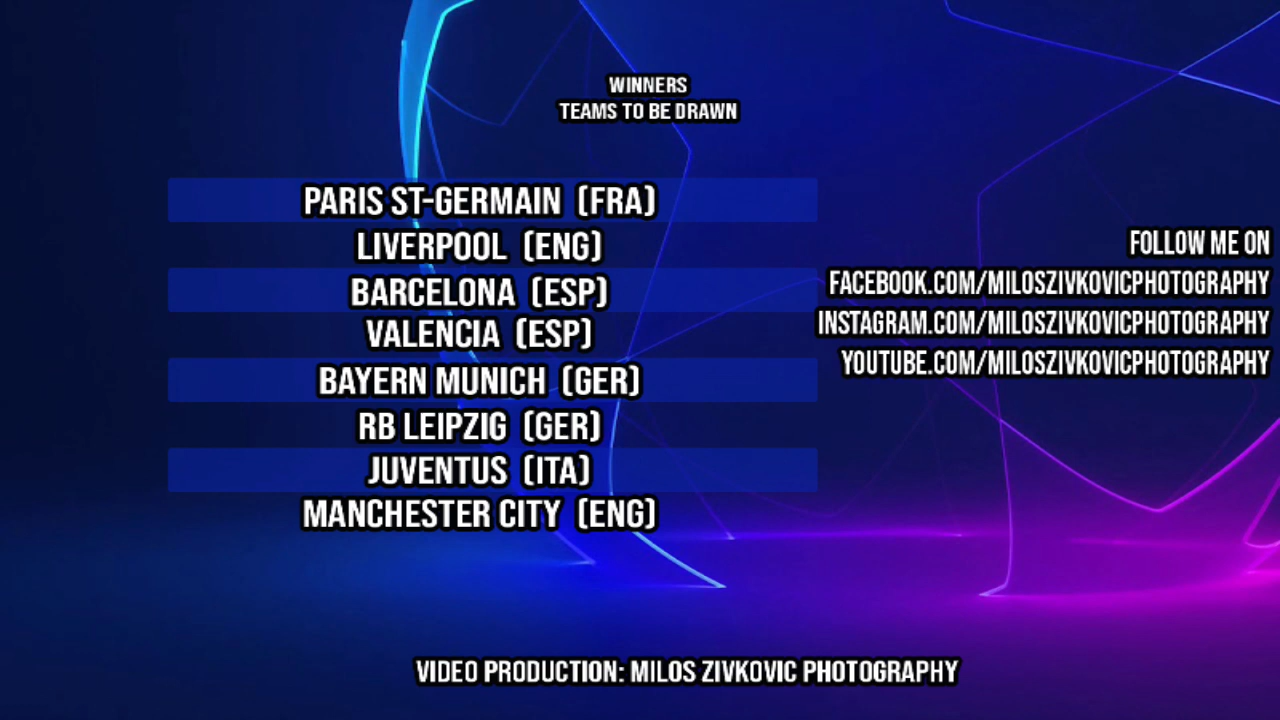 WINNERS
TEAMS TO BE DRAWN
PARIS ST-GERMAIN (FRA)
LIVERPOOL (ENG)
BARCELONA (ESP)
VALENCIA (ESP)
BAYERN MUNICH (GER)
RB LEIPZIG (GER)
JUVENTUS (ITA)
MANCHESTER CITY (ENG)
FOLLOW ME ON
FACEBOOK.COM/MILOSZIVKOVICPHOTOGRAPHY
INSTAGRAM.COM/MILOSZIVKOVICPHOTOGRAPHY
YOUTUBE.COM/MILOSZIVKOVICPHOTOGRAPHY
VIDEO PRODUCTION: MILOS ZIVKOVIC PHOTOGRAPHY